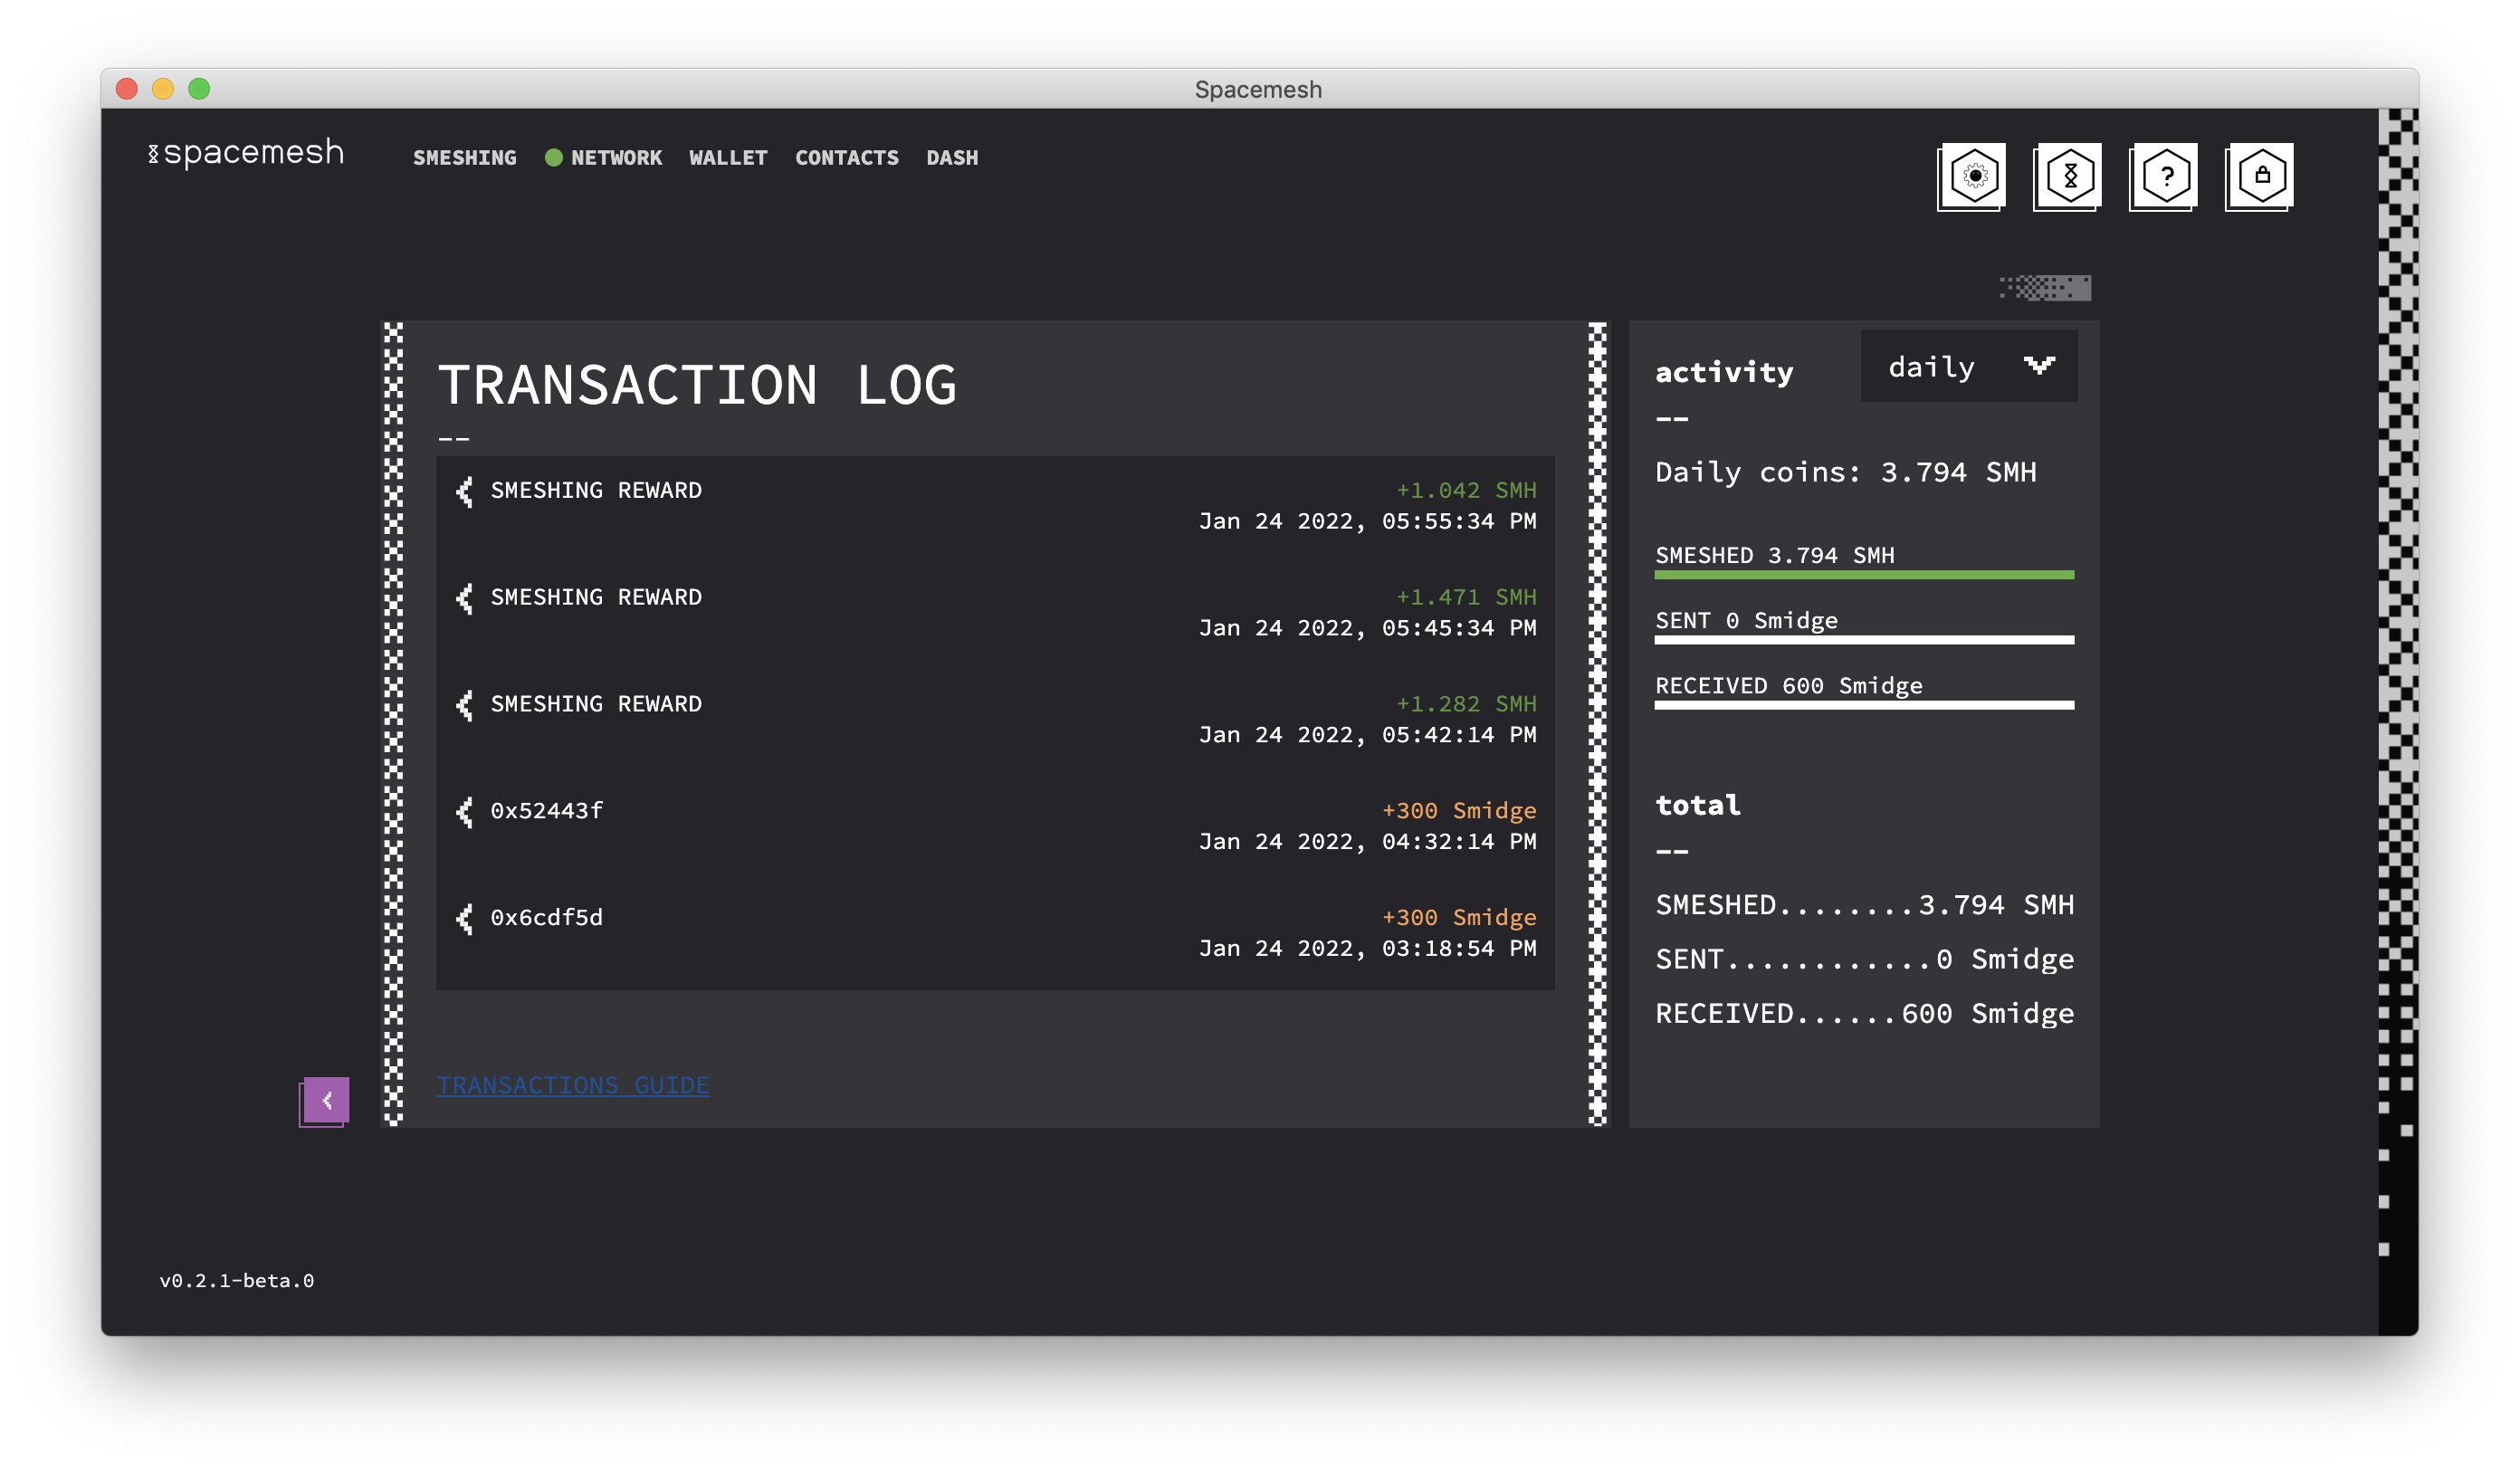 Spacemesh
spacemesh
SMESHING NETWORK WALLET CONTACTS DASH
?
TRANSACTION LOG
--
SMESHING REWARD +1.042 SMH
Jan 24 2022, 05:55:34 PM
SMESHING REWARD +1.471 SMH
Jan 24 2022, 05:45:34 PM
SMESHING REWARD +1.282 SMH
Jan 24 2022, 05:42:14 PM
0x52443f +300 Smidge
Jan 24 2022, 04:32:14 PM
0x6cdf5d +300 Smidge
Jan 24 2022, 03:18:54 PM
TRANSACTIONS GUIDE
activity daily
--
Daily coins: 3.794 SMH
SMESHED 3.794 SMH
SENT 0 Smidge
RECEIVED 600 Smidge
total
--
SMESHED........3.794 SMH
SENT............0 Smidge
RECEIVED......600 Smidge
v0.2.1-beta.0